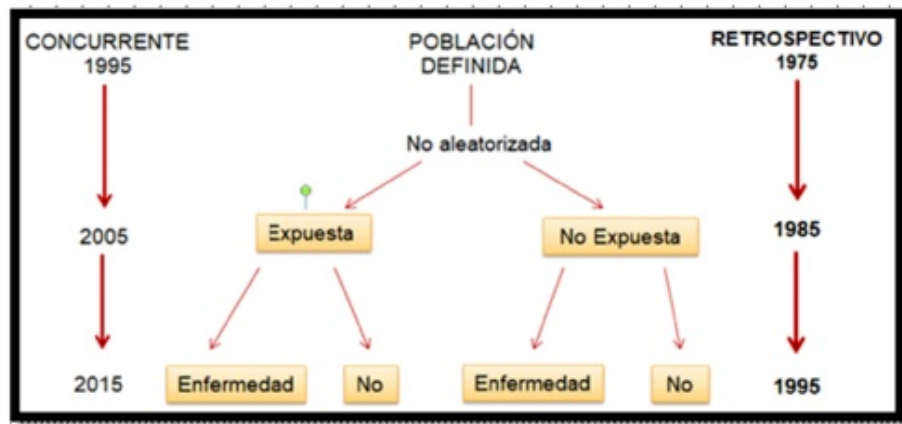 CONCURRENTE
1995
POBLACIÓN
DEFINIDA
RETROSPECTIVO
1975
No aleatorizada
2005
Expuesta
No Expuesta
1985
2015
Enfermedad
No
Enfermedad
No
1995